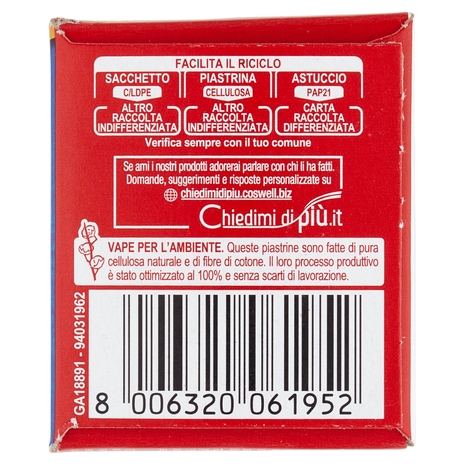 FACILITA IL RICICLO
SACCHETTO PIASTRINA ASTUCCIO
C/LDPE CELLULOSA PAP21
ALTRO ALTRO CARTA
RACCOLTA RACCOLTA RACCOLTA
INDIFFERENZIATA INDIFFERENZIATA DIFFERENZIATA
Verifica sempre con il tuo comune
Se ami i nostri prodotti adorerai parlare con chi li ha fatti.
Domande, suggerimenti e risposte personalizzate su
chiedimidipiu.coswell.biz
Chiedimi di più.it
VAPE PER L'AMBIENTE. Queste piastrine sono fatte di pura
cellulosa naturale e di fibre di cotone. Il loro processo produttivo
è stato ottimizzato al 100% e senza scarti di lavorazione.
GA18891 - 94031962
8 006320 061952